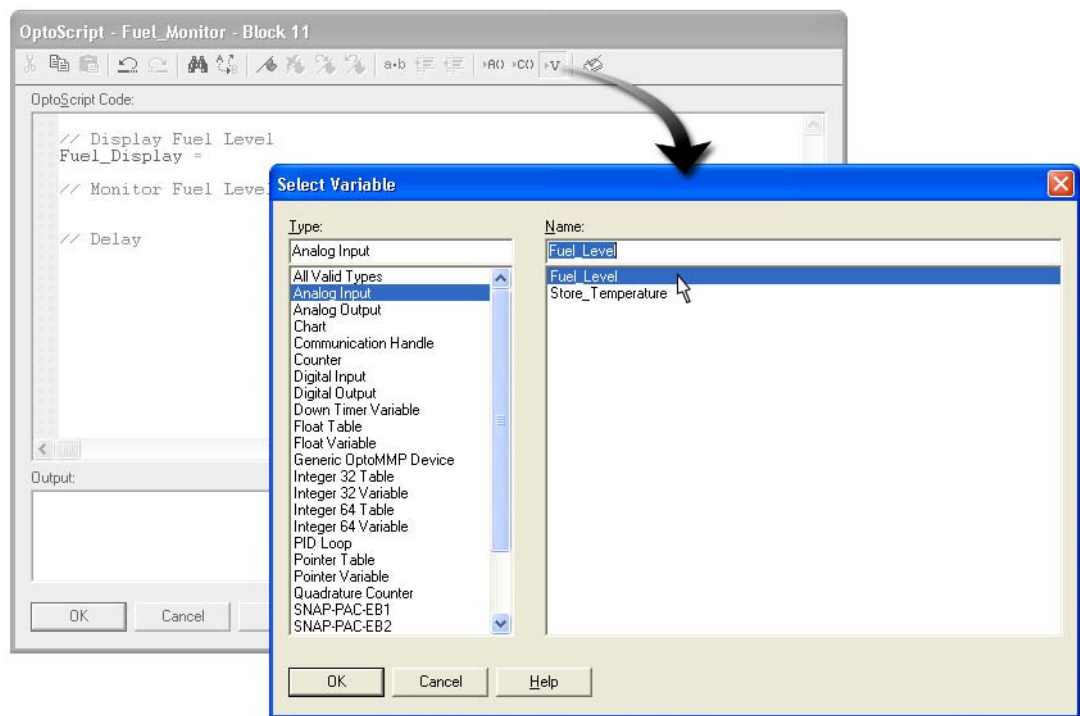 OptoScript - Fuel_Monitor - Block 11
a•b
OptoScript Code:
// Display Fuel Level
Fuel_Display =
// Monitor Fuel Leve
// Delay
Output:
OK
Cancel
Select Variable
Type:
Analog Input
All Valid Types
Analog Input
Analog Output
Chart
Communication Handle
Counter
Digital Input
Digital Output
Down Timer Variable
Float Table
Float Variable
Generic OptoMMP Device
Integer 32 Table
Integer 32 Variable
Integer 64 Table
Integer 64 Variable
PID Loop
Pointer Table
Pointer Variable
Quadrature Counter
SNAP-PAC-EB1
SNAP-PAC-EB2
Name:
Fuel_Level
Fuel_Level
Store_Temperature
OK
Cancel
Help